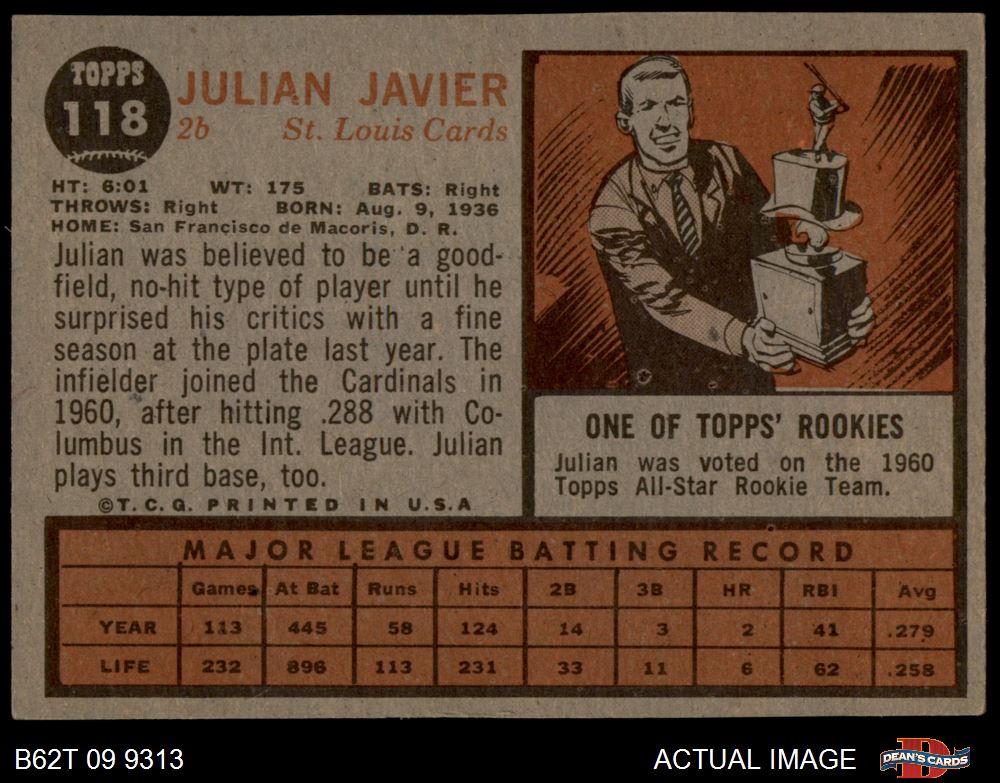 TOPPS
118
JULIAN JAVIER
2b St. Louis Cards
HT: 6:01 WT: 175 BATS: Right
THROWS: Right BORN: Aug. 9, 1936
HOME: San Francisco de Macoris, D. R.
Julian was believed to be a good-
field, no-hit type of player until he
surprised his critics with a fine
season at the plate last year. The
infielder joined the Cardinals in
1960, after hitting .288 with Co-
lumbus in the Int. League. Julian
plays third base, too.
©T.C.G. PRINTED IN U.S.A
ONE OF TOPPS' ROOKIES
Julian was voted on the 1960
Topps All-Star Rookie Team.
MAJOR LEAGUE BATTING RECORD
Games At Bat Runs Hits 2B 3B HR RBI Avg
YEAR 113 445 58 124 14 3 2 41 .279
LIFE 232 896 113 231 33 11 6 62 .258
B62T 09 9313 ACTUAL IMAGE D DEAN'S CARDS